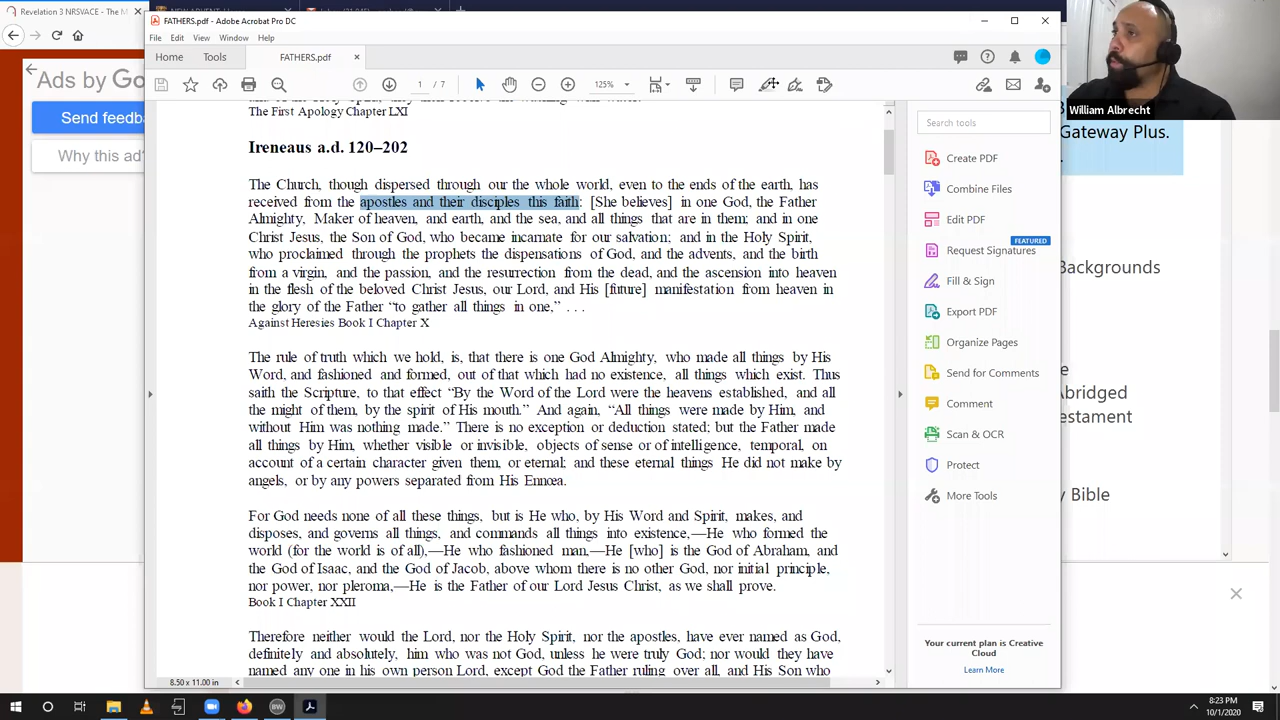 Revelation 3 NRSVACE - The M
FATHERS.pdf - Adobe Acrobat Pro DC
File Edit View Window Help
Home Tools FATHERS.pdf
1 / 7 125%
Ads by Go
Send feedba
Why this ad?
The First Apology Chapter LXI
Ireneaus a.d. 120–202
The Church, though dispersed through our the whole world, even to the ends of the earth, has
received from the apostles and their disciples this faith: [She believes] in one God, the Father
Almighty, Maker of heaven, and earth, and the sea, and all things that are in them; and in one
Christ Jesus, the Son of God, who became incarnate for our salvation; and in the Holy Spirit,
who proclaimed through the prophets the dispensations of God, and the advents, and the birth
from a virgin, and the passion, and the resurrection from the dead, and the ascension into heaven
in the flesh of the beloved Christ Jesus, our Lord, and His [future] manifestation from heaven in
the glory of the Father “to gather all things in one,” . . .
Against Heresies Book I Chapter X
The rule of truth which we hold, is, that there is one God Almighty, who made all things by His
Word, and fashioned and formed, out of that which had no existence, all things which exist. Thus
saith the Scripture, to that effect “By the Word of the Lord were the heavens established, and all
the might of them, by the spirit of His mouth.” And again, “All things were made by Him, and
without Him was nothing made.” There is no exception or deduction stated; but the Father made
all things by Him, whether visible or invisible, objects of sense or of intelligence, temporal, on
account of a certain character given them, or eternal; and these eternal things He did not make by
angels, or by any powers separated from His Ennœa.
For God needs none of all these things, but is He who, by His Word and Spirit, makes, and
disposes, and governs all things, and commands all things into existence,—He who formed the
world (for the world is of all),—He who fashioned man,—He [who] is the God of Abraham, and
the God of Isaac, and the God of Jacob, above whom there is no other God, nor initial principle,
nor power, nor pleroma,—He is the Father of our Lord Jesus Christ, as we shall prove.
Book I Chapter XXII
Therefore neither would the Lord, nor the Holy Spirit, nor the apostles, have ever named as God,
definitely and absolutely, him who was not God, unless he were truly God; nor would they have
named any one in his own person Lord, except God the Father ruling over all, and His Son who
8.50 x 11.00 in
Search tools
Create PDF
Combine Files
Edit PDF
FEATURED
Request Signatures
Fill & Sign
Export PDF
Organize Pages
Send for Comments
Comment
Scan & OCR
Protect
More Tools
Your current plan is Creative
Cloud
Learn More
William Albrecht
Gateway Plus.
Backgrounds
Abridged
estament
y Bible
8:23 PM
10/1/2020